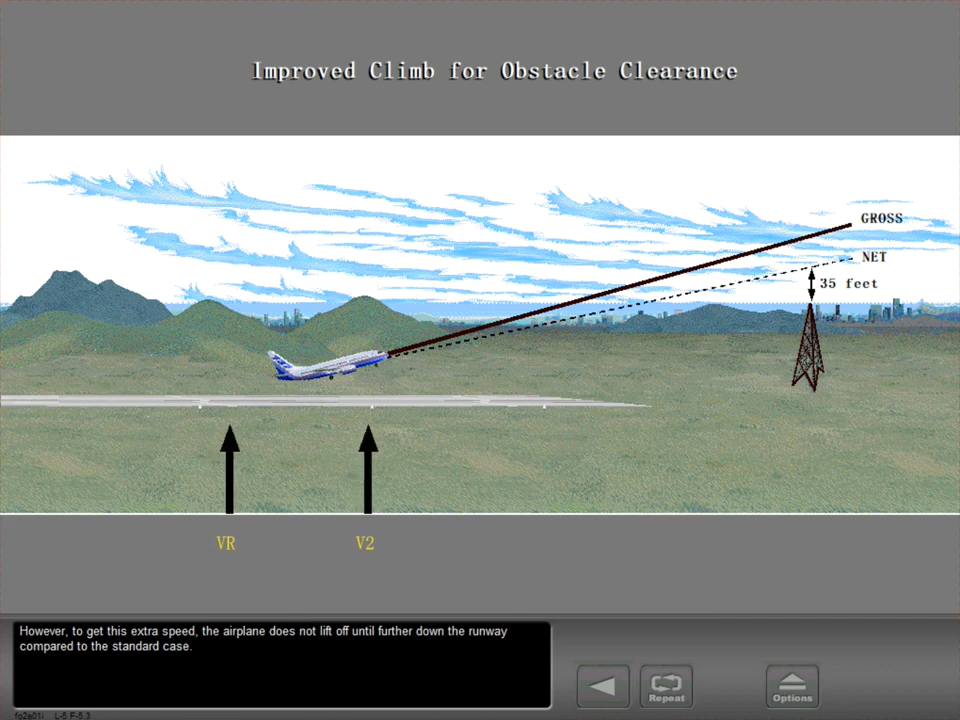 Improved Climb for Obstacle Clearance
GROSS
NET
35 feet
VR
V2
However, to get this extra speed, the airplane does not lift off until further down the runway
compared to the standard case.
Repeat
Options